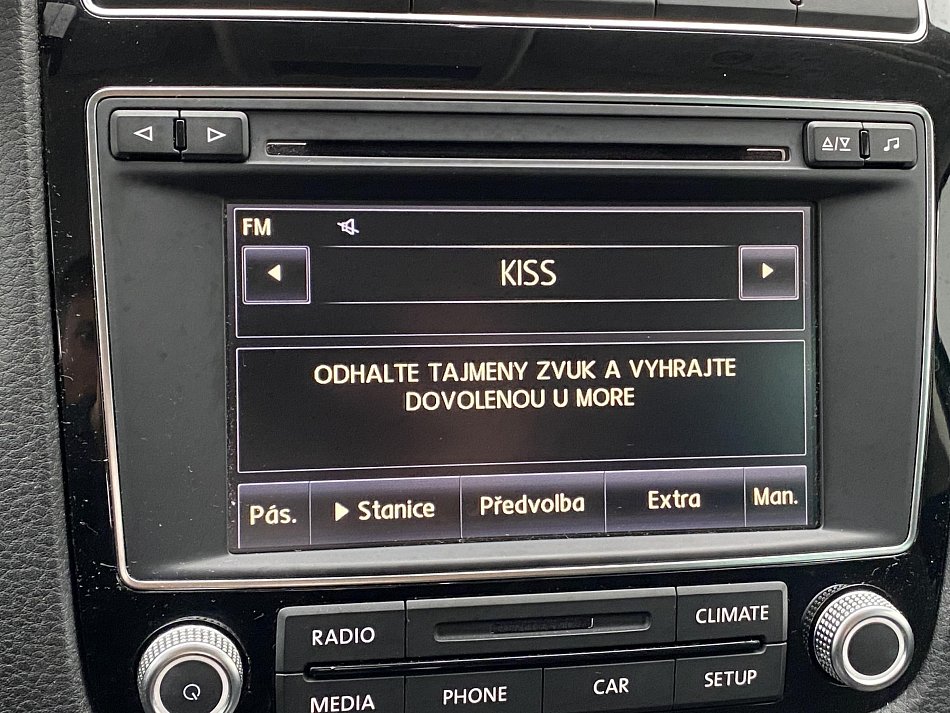 FM
KISS
ODHALTE TAJMENY ZVUK A VYHRAJTE
DOVOLENOU U MORE
Pás.
Stanice
Předvolba
Extra
Man.
RADIO
CLIMATE
MEDIA
PHONE
CAR
SETUP